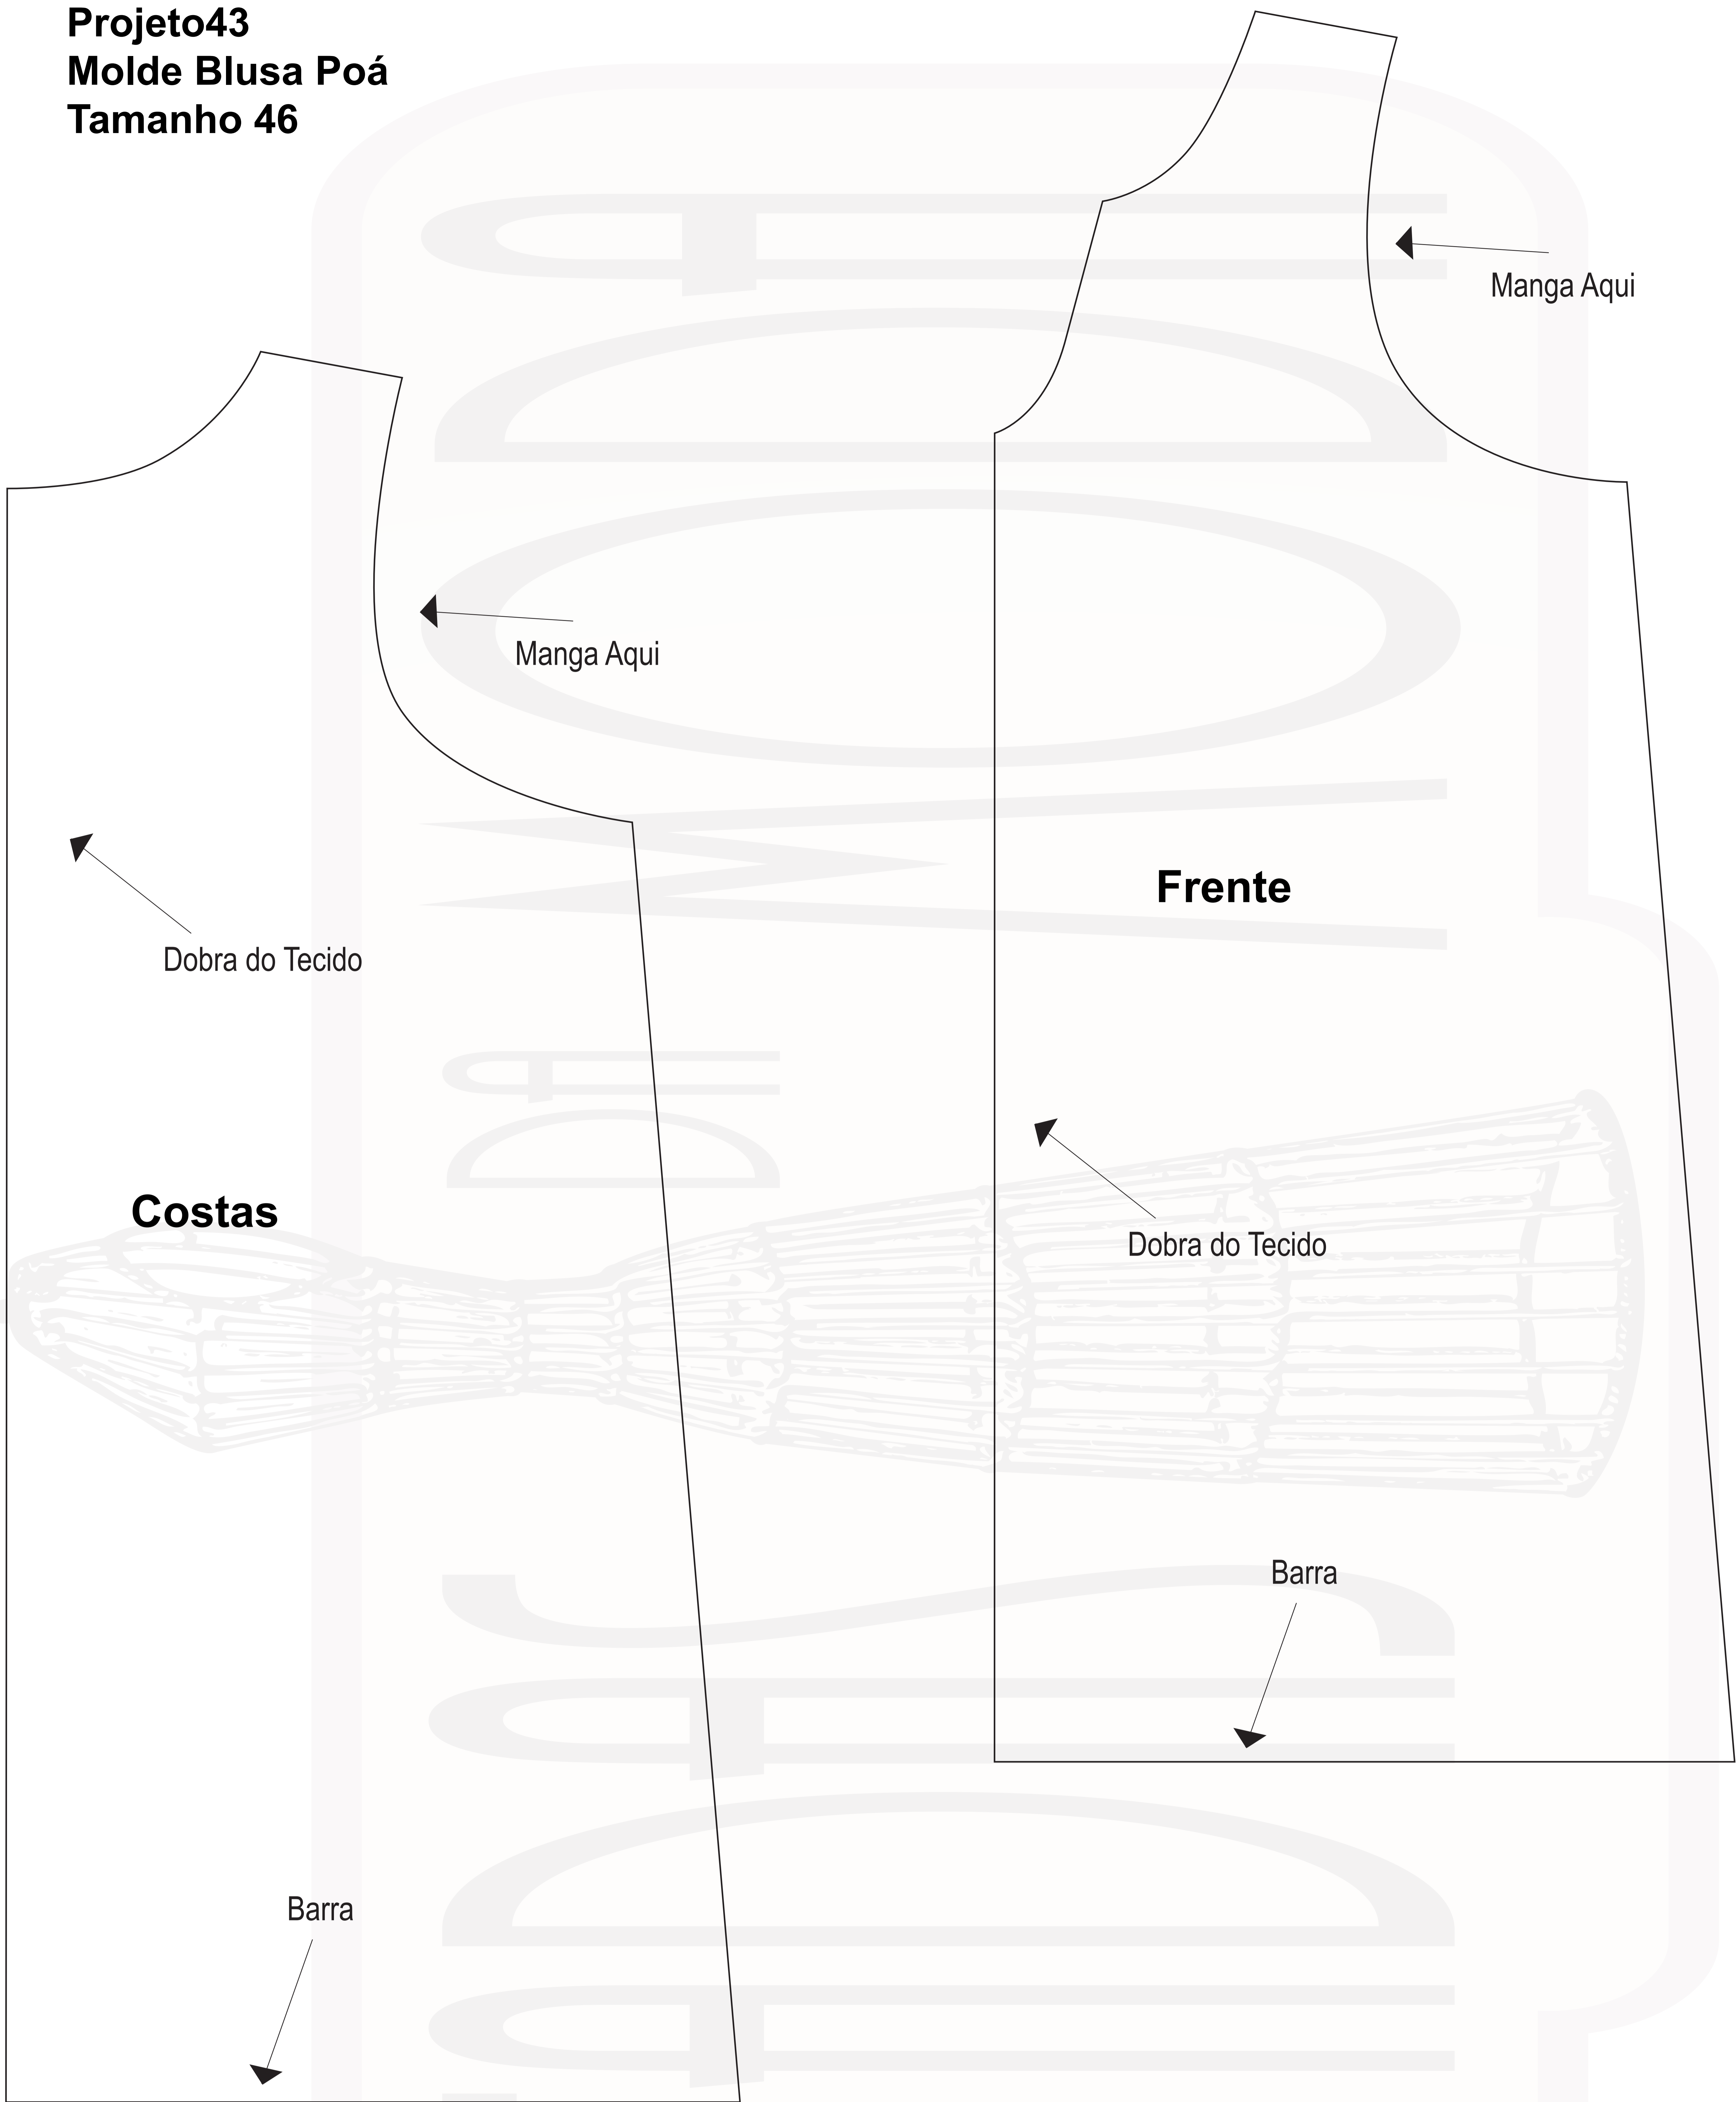 Projeto43
Molde Blusa Poá
Tamanho 46
Manga Aqui
Manga Aqui
Frente
Dobra do Tecido
Costas
Dobra do Tecido
Barra
Barra